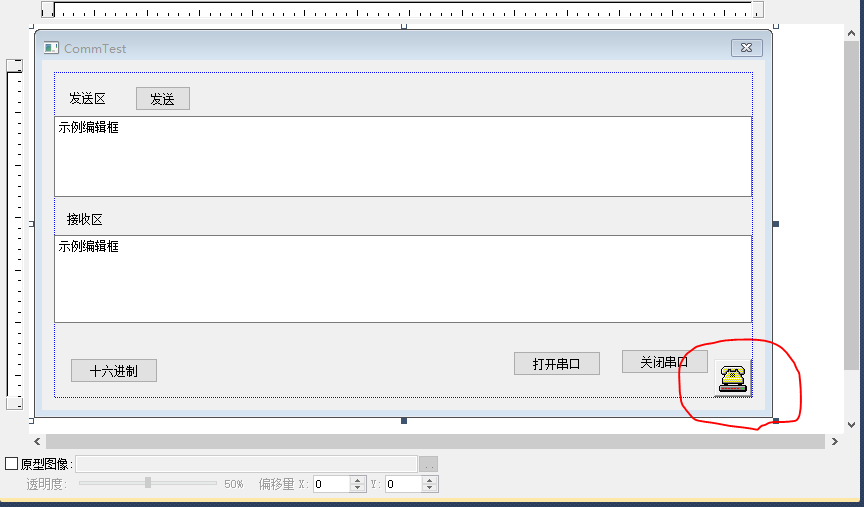 CommTest
发送区 发送
示例编辑框
接收区
示例编辑框
十六进制 打开串口 关闭串口
原型图像: ..
透明度: 50% 偏移量 X: 0 Y: 0